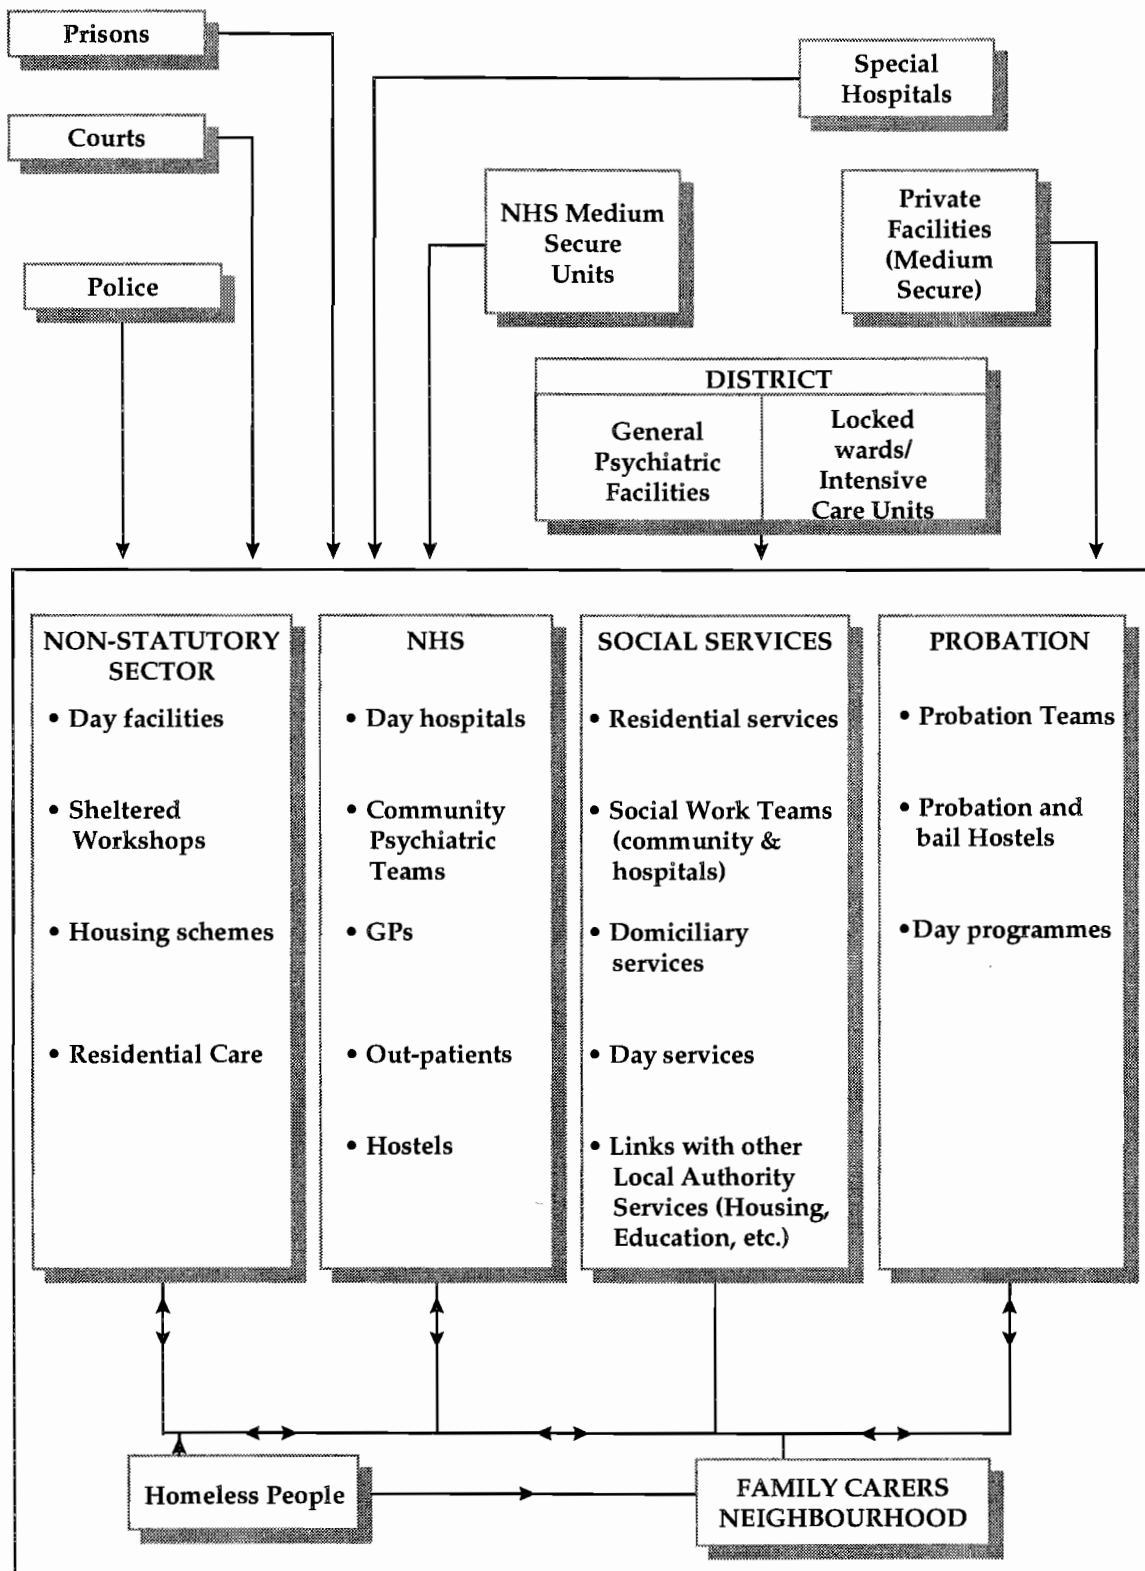 Prisons
Special
Hospitals
Courts
NHS Medium
Secure
Units
Private
Facilities
(Medium
Secure)
Police
DISTRICT
General
Psychiatric
Facilities
Locked
wards/
Intensive
Care Units
NON-STATUTORY
SECTOR
• Day facilities
• Sheltered
Workshops
• Housing schemes
• Residential Care
NHS
• Day hospitals
• Community
Psychiatric
Teams
• GPs
• Out-patients
• Hostels
SOCIAL SERVICES
• Residential services
• Social Work Teams
(community &
hospitals)
• Domiciliary
services
• Day services
• Links with other
Local Authority
Services (Housing,
Education, etc.)
PROBATION
• Probation Teams
• Probation and
bail Hostels
• Day programmes
Homeless People
FAMILY CARERS
NEIGHBOURHOOD